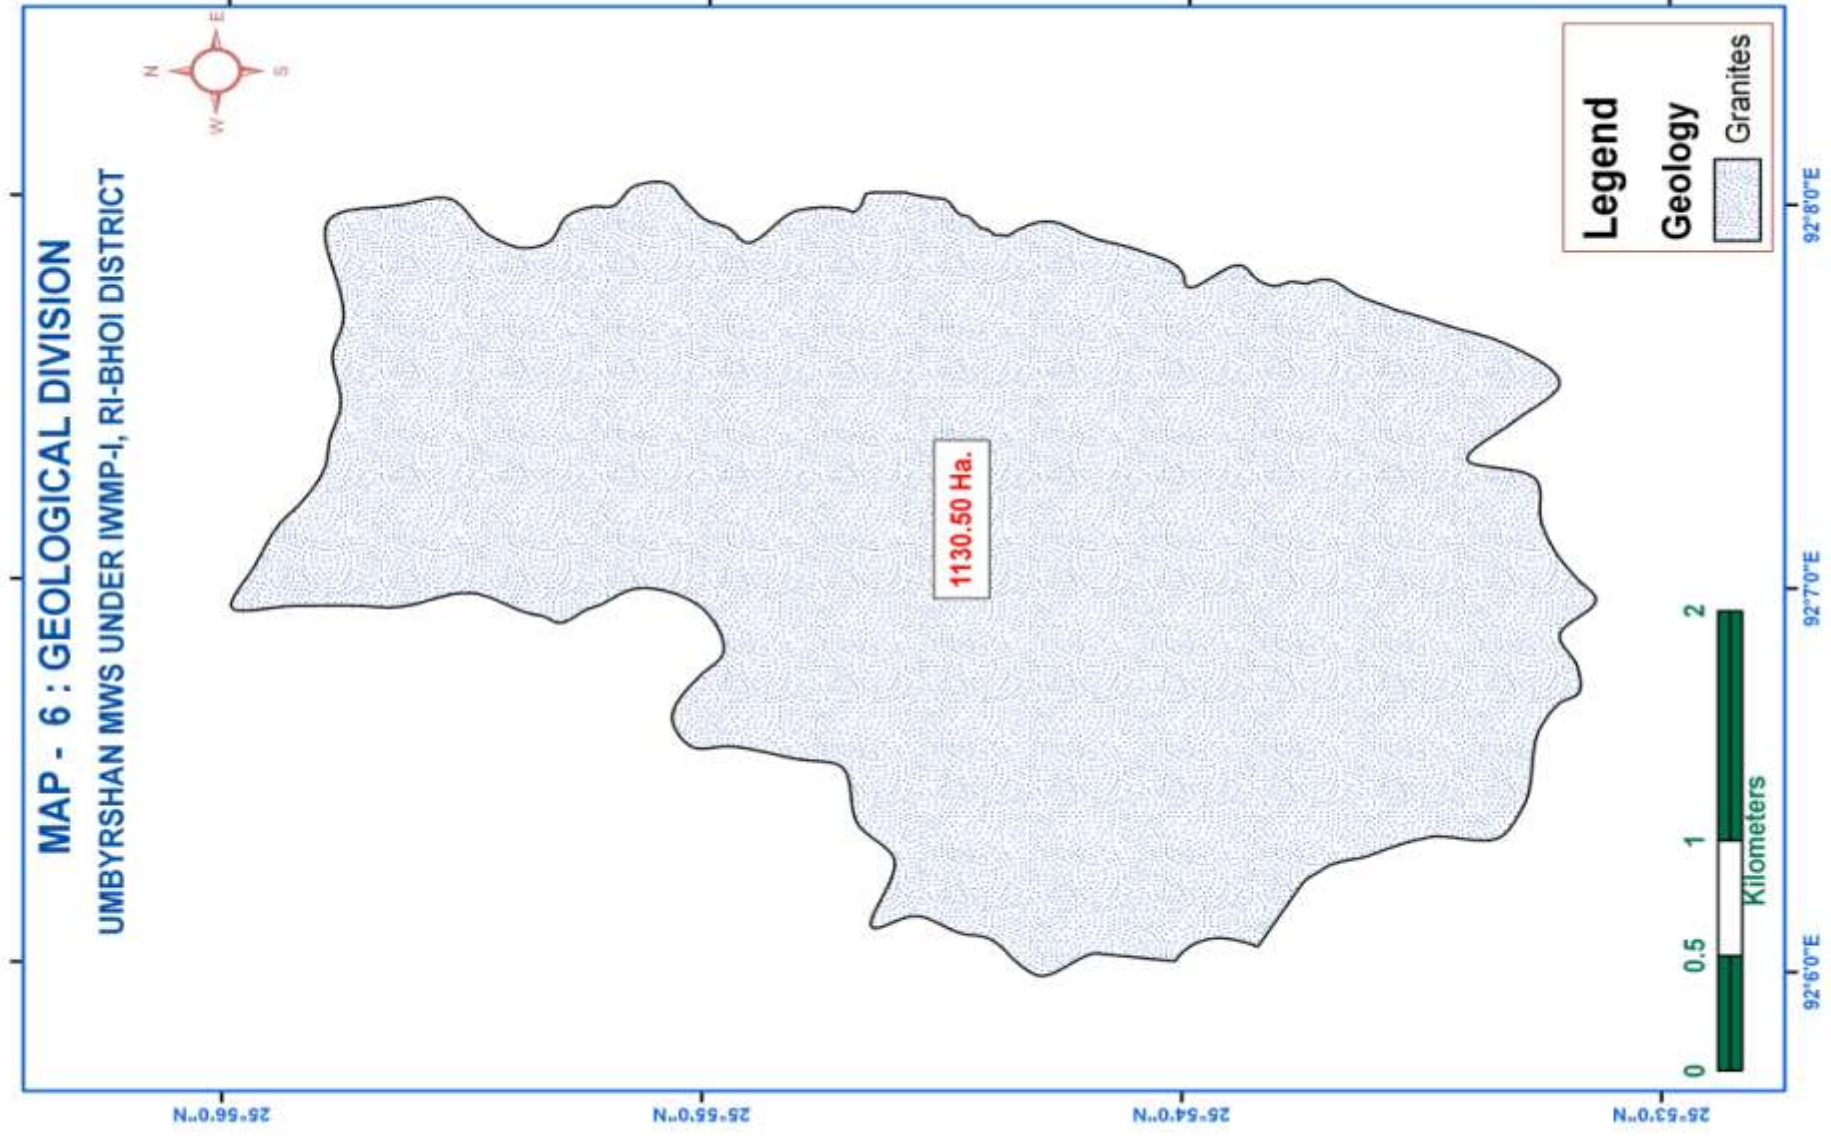 MAP - 6 : GEOLOGICAL DIVISION
UMBYRSHAN MWS UNDER IWMP-I, RI-BHOI DISTRICT
N
W E
S
25°56'0"N
25°55'0"N
25°54'0"N
25°53'0"N
1130.50 Ha.
0 0.5 1 2
Kilometers
Legend
Geology
Granites
92°6'0"E 92°7'0"E 92°8'0"E